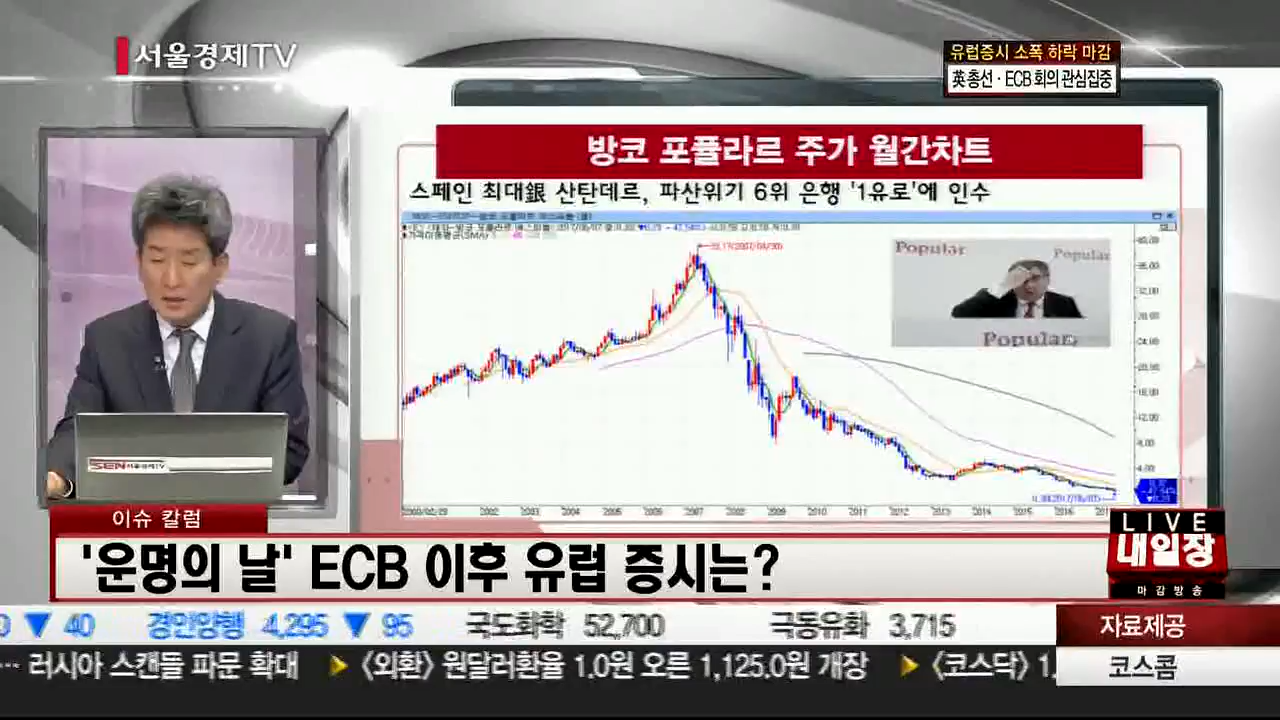 서울경제TV
유럽증시 소폭 하락 마감
英 총선 · ECB 회의 관심집중
방코 포퓰라르 주가 월간차트
스페인 최대銀 산탄데르, 파산위기 6위 은행 '1유로'에 인수
Popular
Popular
Popular
2002 2003 2004 2005 2006 2007 2008 2009 2010 2011 2012 2013 2014 2015 2016
SEN 서울경제TV
이슈 칼럼
'운명의 날' ECB 이후 유럽 증시는?
LIVE
내일장
마감방송
▼ 40 경인양행 4,295 ▼ 95 국도화학 52,700 극동유화 3,715
자료제공
··· 러시아 스캔들 파문 확대 ▶ <외환> 원달러환율 1.0원 오른 1,125.0원 개장 ▶ <코스닥> 1.
코스콤